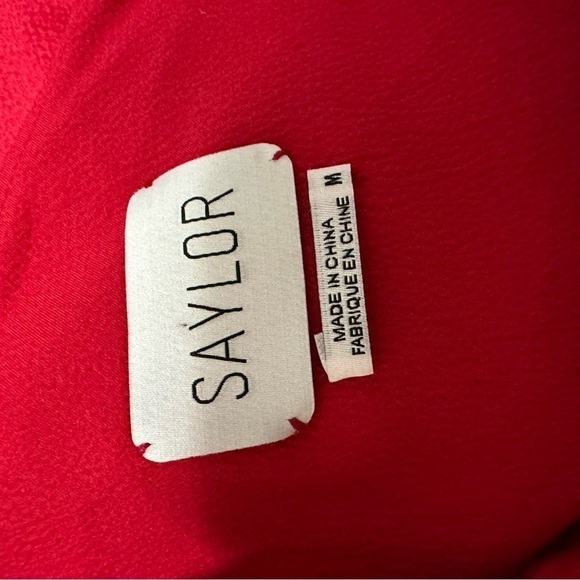 SAYLOR
M
MADE IN CHINA
FABRIQUE EN CHINE